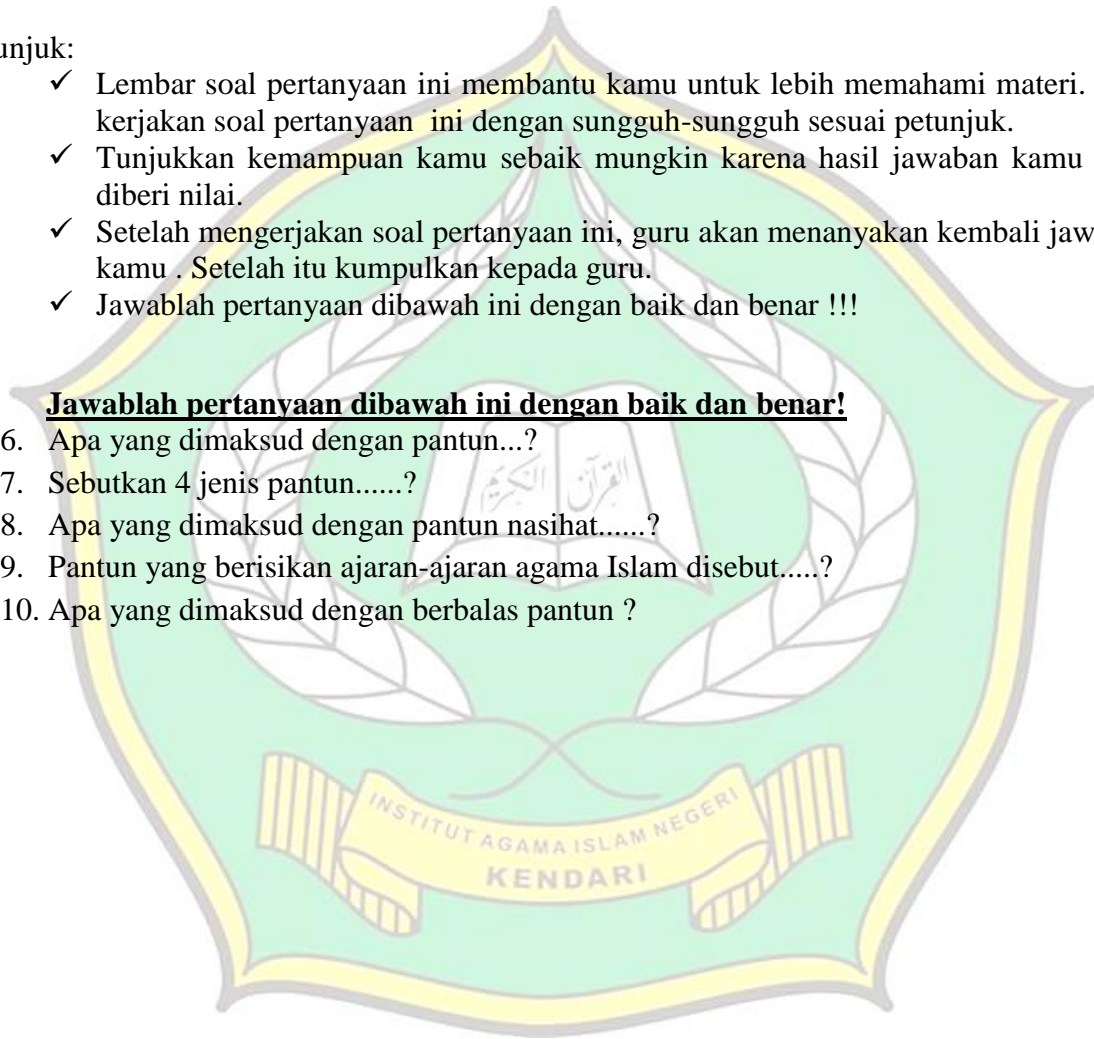 unjuk:
✓ Lembar soal pertanyaan ini membantu kamu untuk lebih memahami materi.
kerjakan soal pertanyaan ini dengan sungguh-sungguh sesuai petunjuk.
✓ Tunjukkan kemampuan kamu sebaik mungkin karena hasil jawaban kamu
diberi nilai.
✓ Setelah mengerjakan soal pertanyaan ini, guru akan menanyakan kembali jaw
kamu . Setelah itu kumpulkan kepada guru.
✓ Jawablah pertanyaan dibawah ini dengan baik dan benar !!!
Jawablah pertanyaan dibawah ini dengan baik dan benar!
6. Apa yang dimaksud dengan pantun...?
7. Sebutkan 4 jenis pantun......?
القرآن الكريم
8. Apa yang dimaksud dengan pantun nasihat......?
9. Pantun yang berisikan ajaran-ajaran agama Islam disebut.....?
10. Apa yang dimaksud dengan berbalas pantun ?
INSTITUT AGAMA ISLAM NEGERI
KENDARI